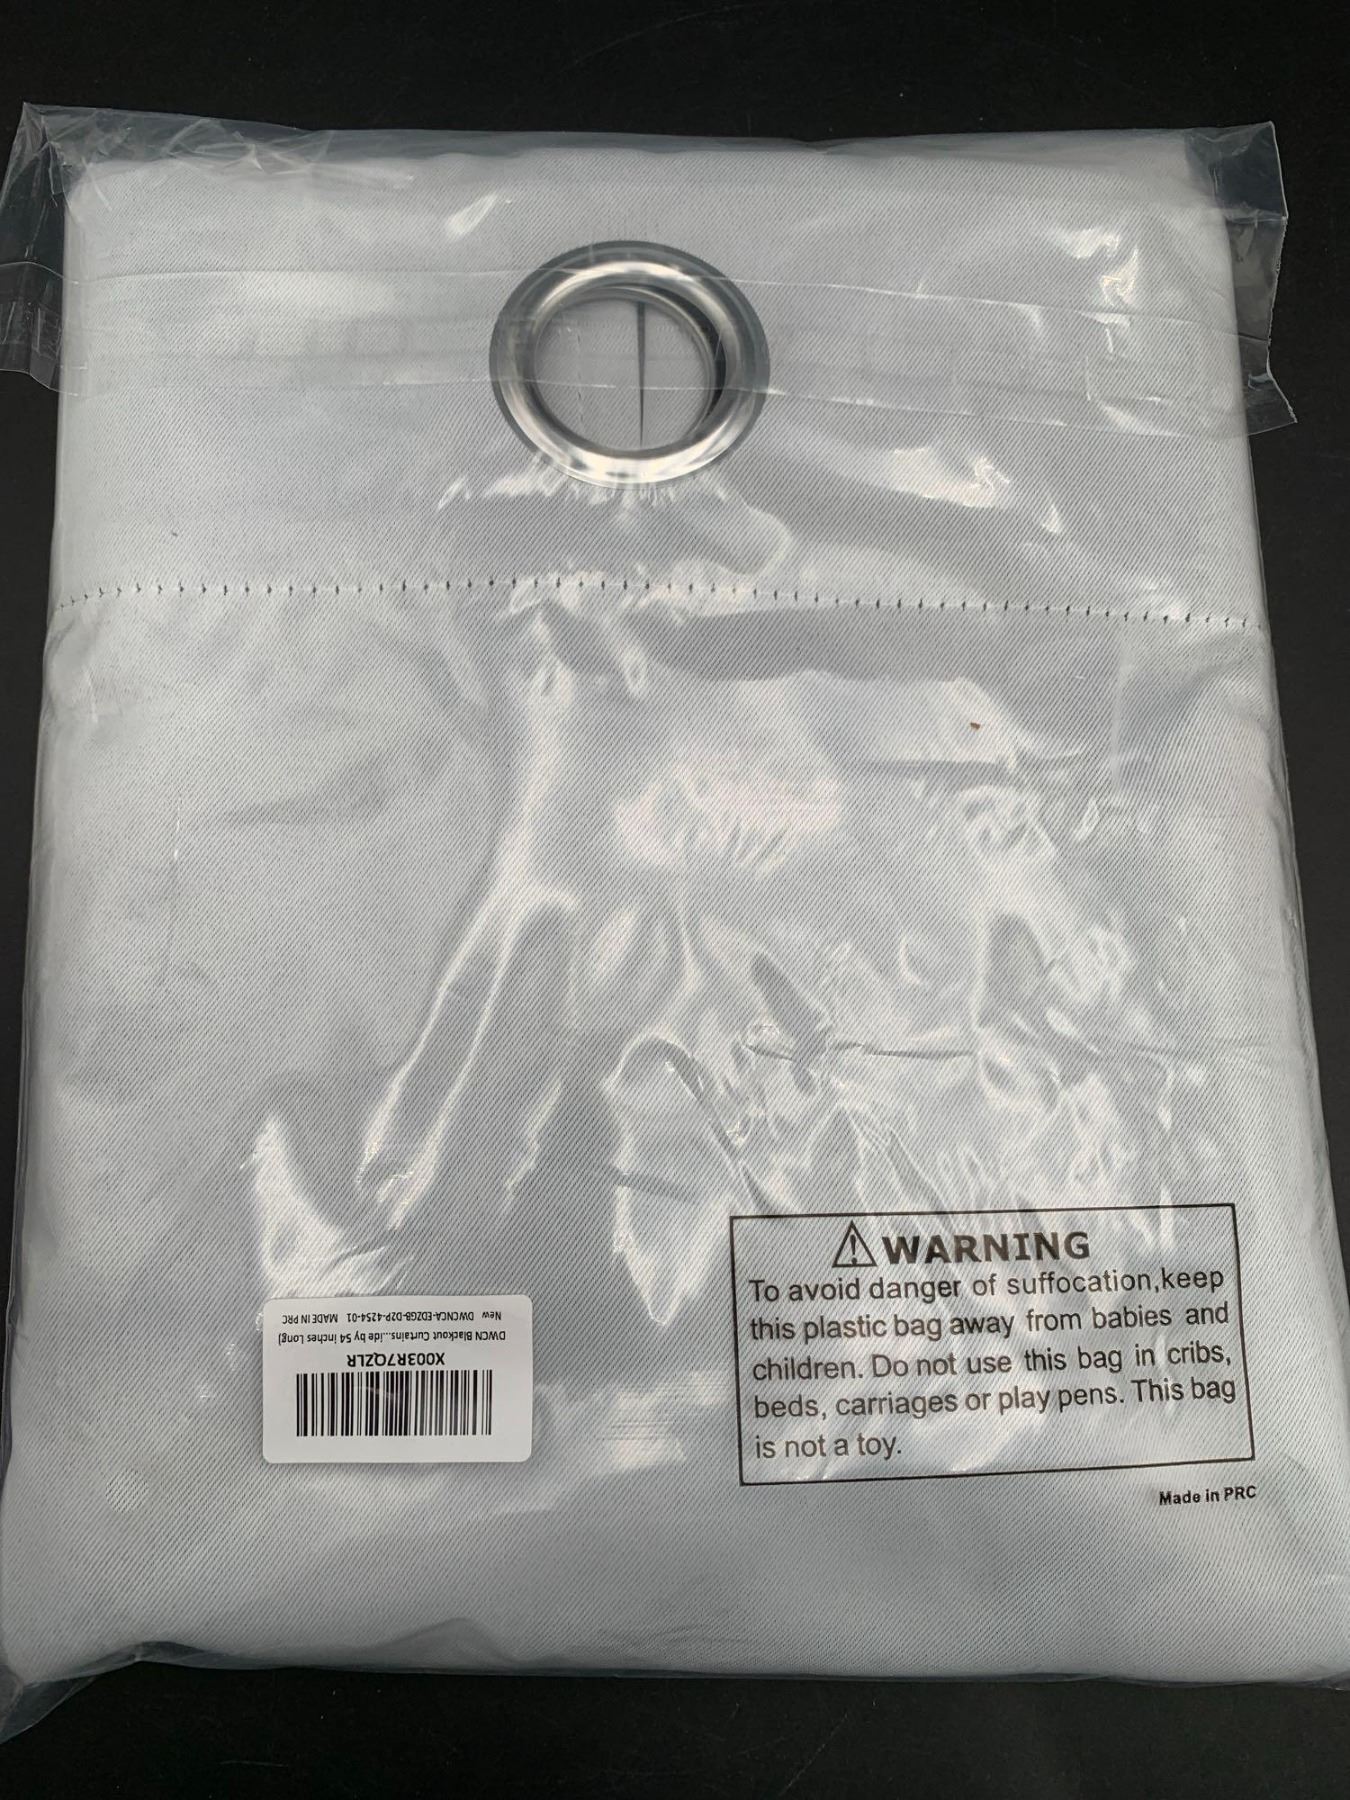 WARNING
To avoid danger of suffocation,keep
this plastic bag away from babies and
children. Do not use this bag in cribs,
beds, carriages or play pens. This bag
is not a toy.
Made in PRC
X003R7QZLR
DWCN Blackout Curtains...ide by 54 inches Long)
New DWCNCA-EDZGB-D2P-4254-01 MADE IN PRC